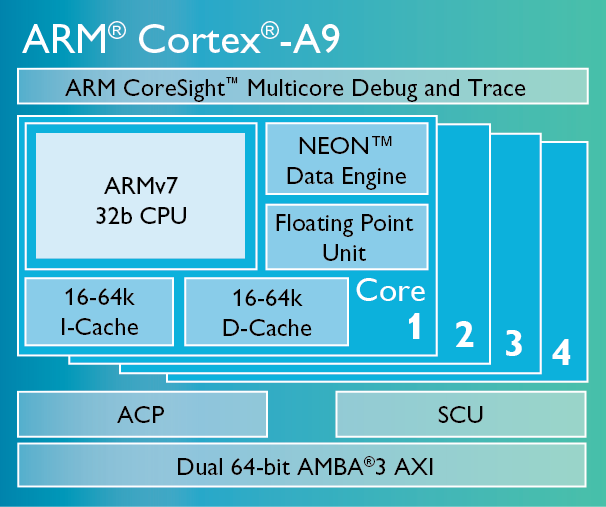 ARM® Cortex®-A9
ARM CoreSight™ Multicore Debug and Trace
ARMv7
32b CPU
NEON™
Data Engine
Floating Point
Unit
16-64k
I-Cache
16-64k
D-Cache
Core
1
2
3
4
ACP
SCU
Dual 64-bit AMBA®3 AXI